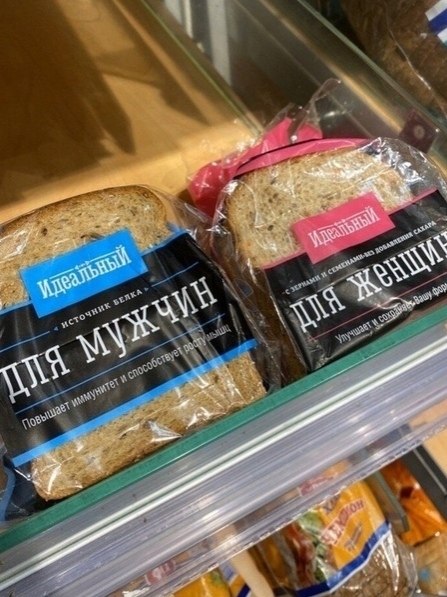 Идеальный
ИСТОЧНИК БЕЛКА
ДЛЯ МУЖЧИН
Повышает иммунитет и способствует росту мышц
Идеальный
С ЗЕРНАМИ И СЕМЕНАМИ БЕЗ ДОБАВЛЕНИЯ САХАРА
ДЛЯ ЖЕНЩИН
Улучшает и сохраняет Вашу